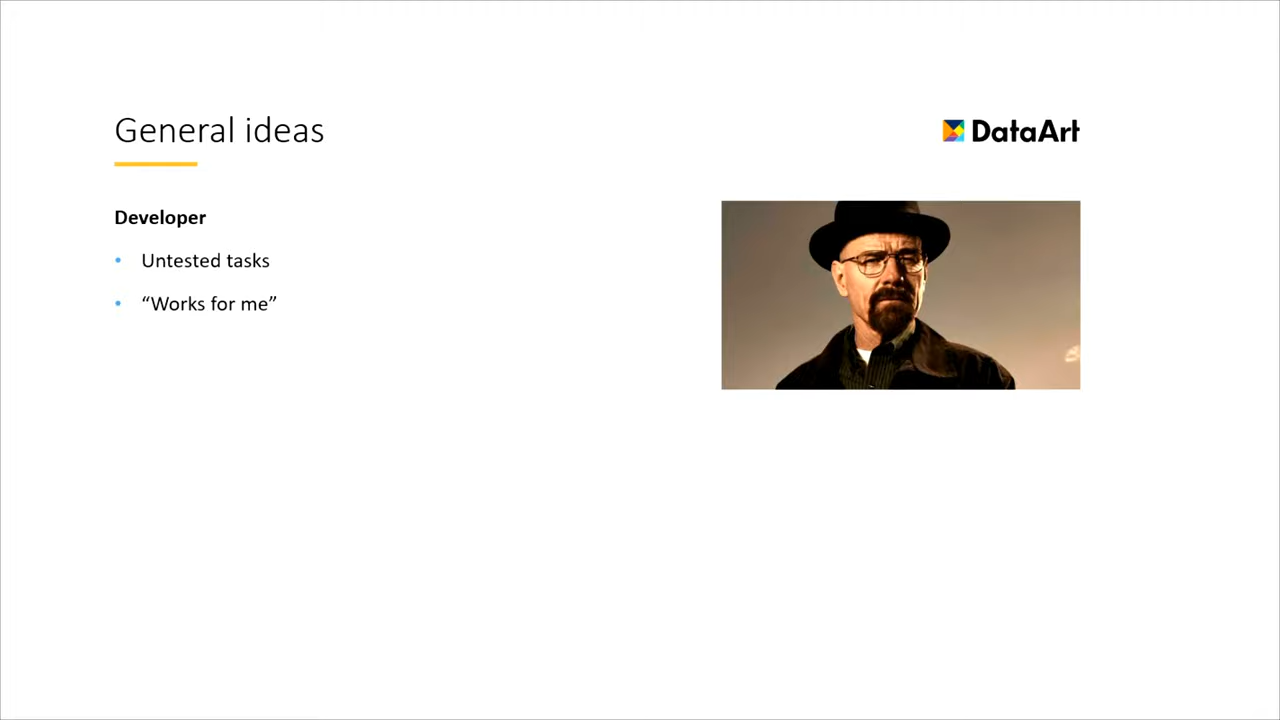 General ideas
DataArt
Developer
• Untested tasks
• “Works for me”